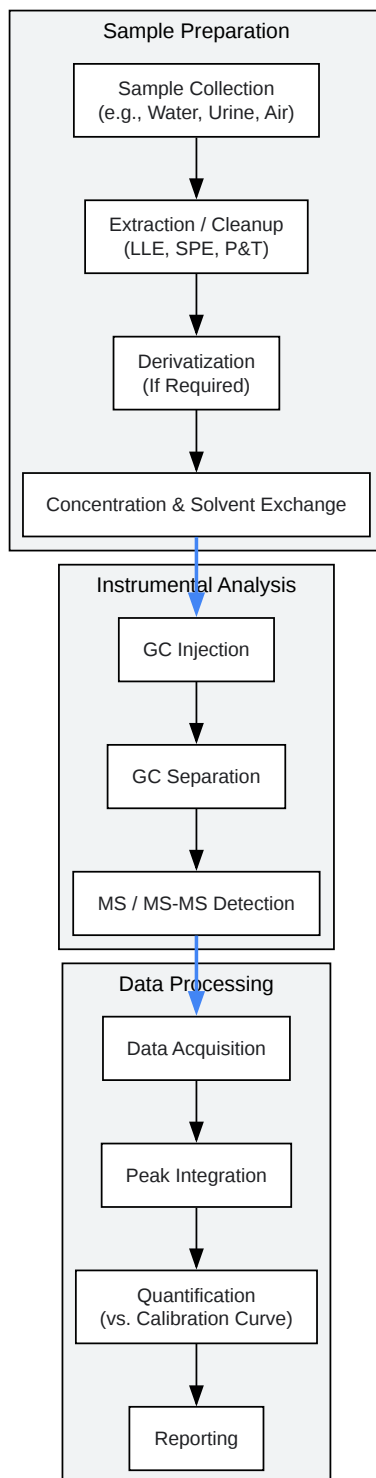 Sample Preparation
Sample Collection
(e.g., Water, Urine, Air)
Extraction / Cleanup
(LLE, SPE, P&T)
Derivatization
(If Required)
Concentration & Solvent Exchange
Instrumental Analysis
GC Injection
GC Separation
MS / MS-MS Detection
Data Processing
Data Acquisition
Peak Integration
Quantification
(vs. Calibration Curve)
Reporting